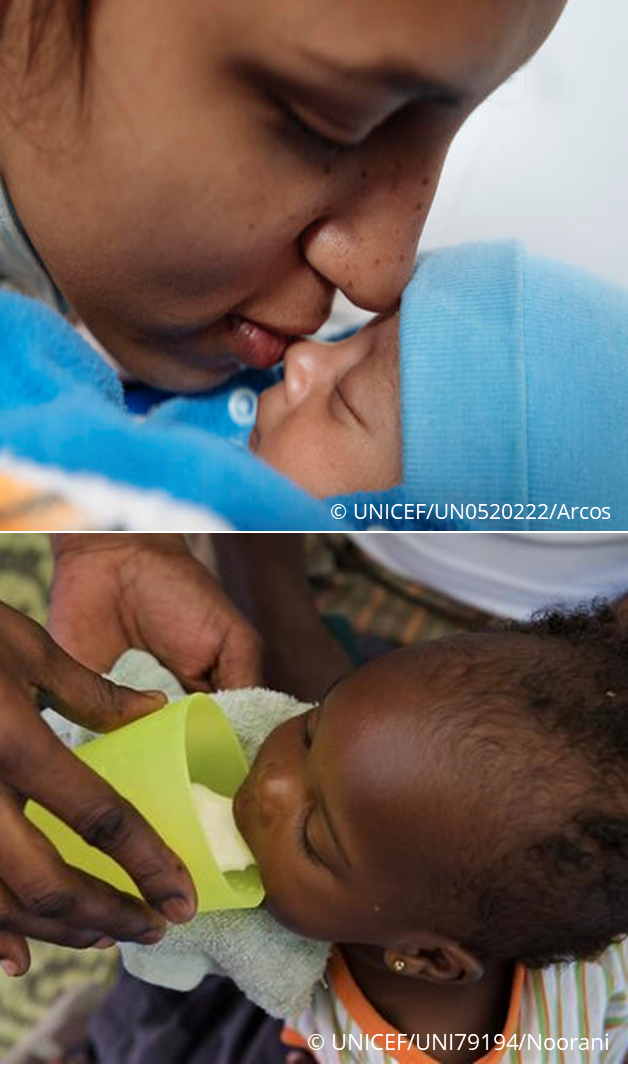 © UNICEF/UN0520222/Arcos
© UNICEF/UNI79194/Noorani